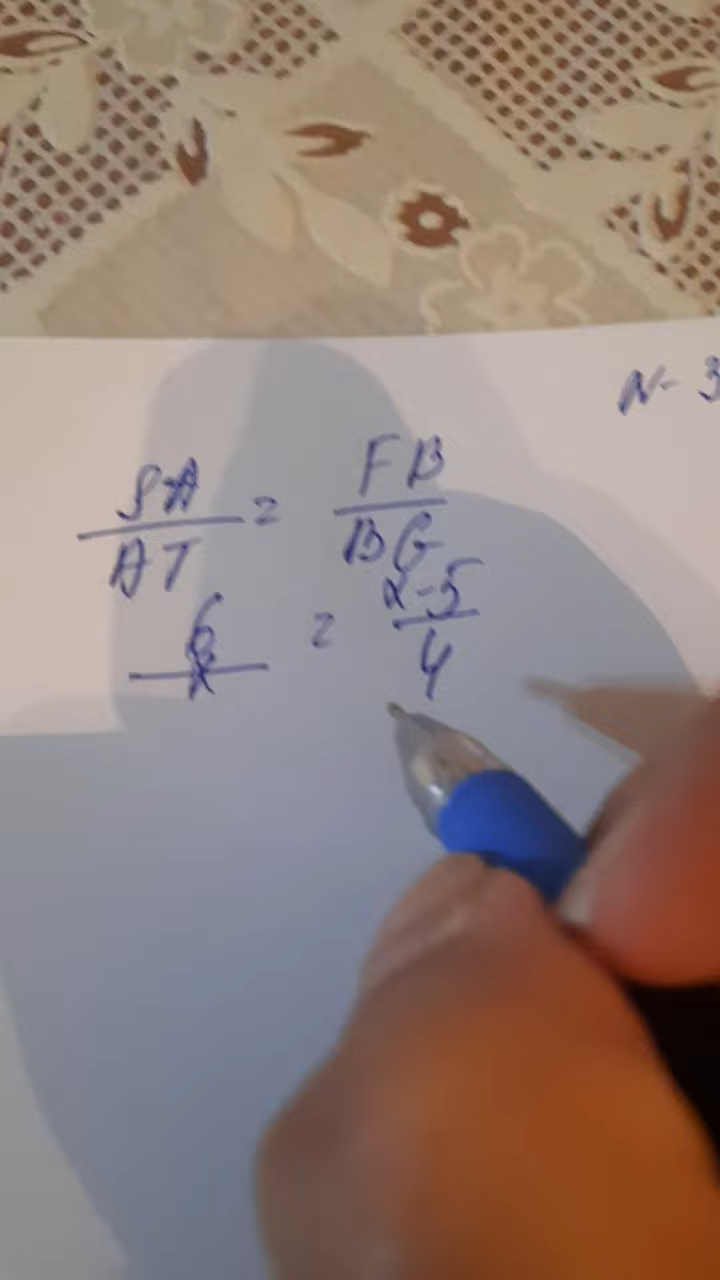 N- 3
SA/AT = FB/BG
6/x = x-5/4